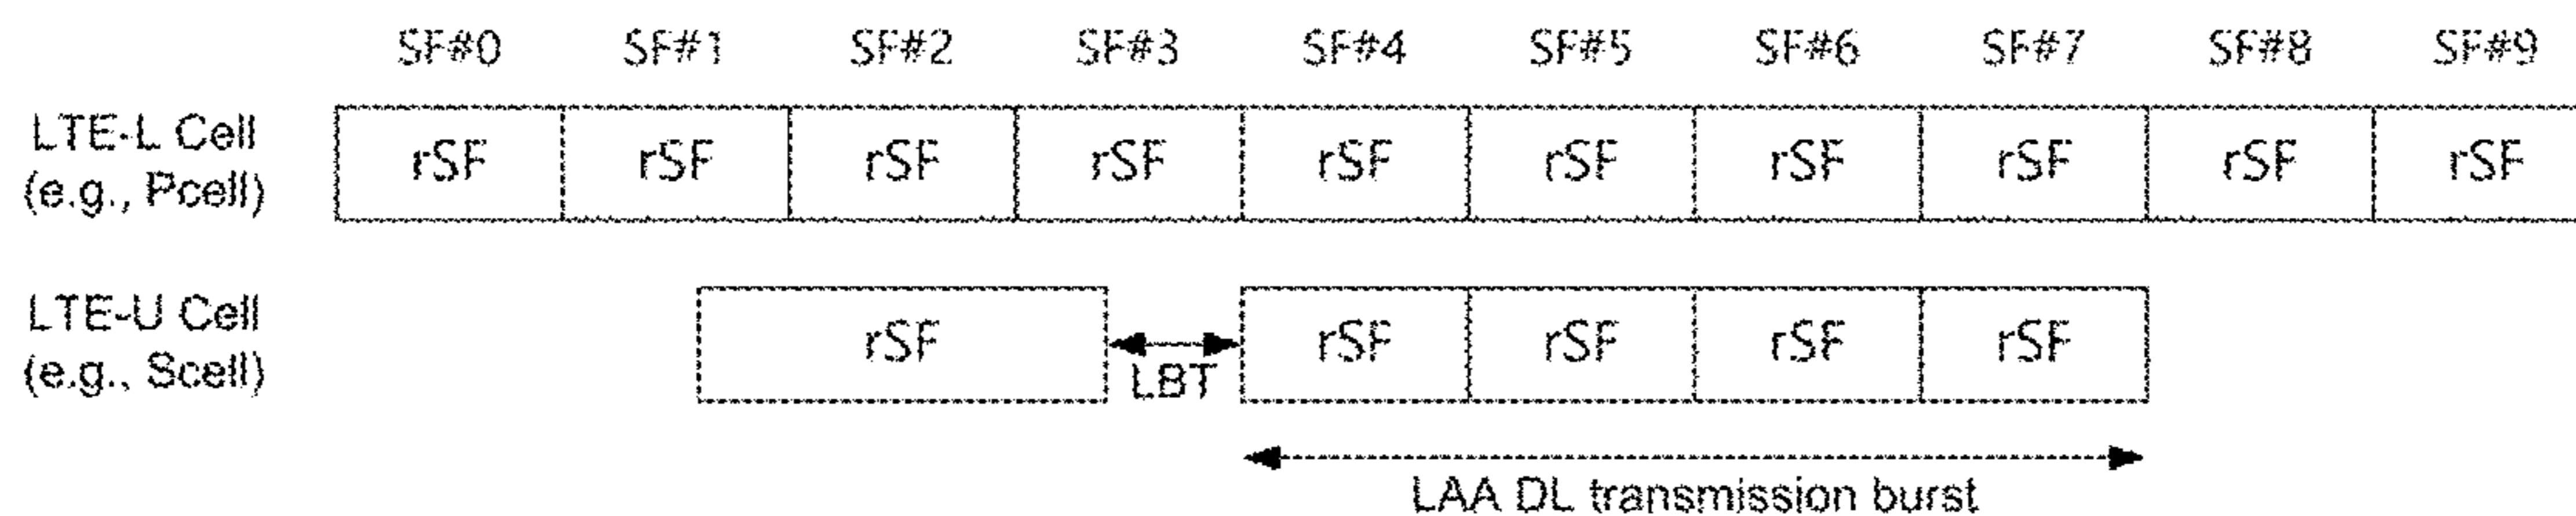 SF#0 SF#1 SF#2 SF#3 SF#4 SF#5 SF#6 SF#7 SF#8 SF#9
LTE-L Cell
(e.g., Pcell)
rSF rSF rSF rSF rSF rSF rSF rSF rSF rSF
LTE-U Cell
(e.g., Scell)
rSF LBT rSF rSF rSF rSF
LAA DL transmission burst